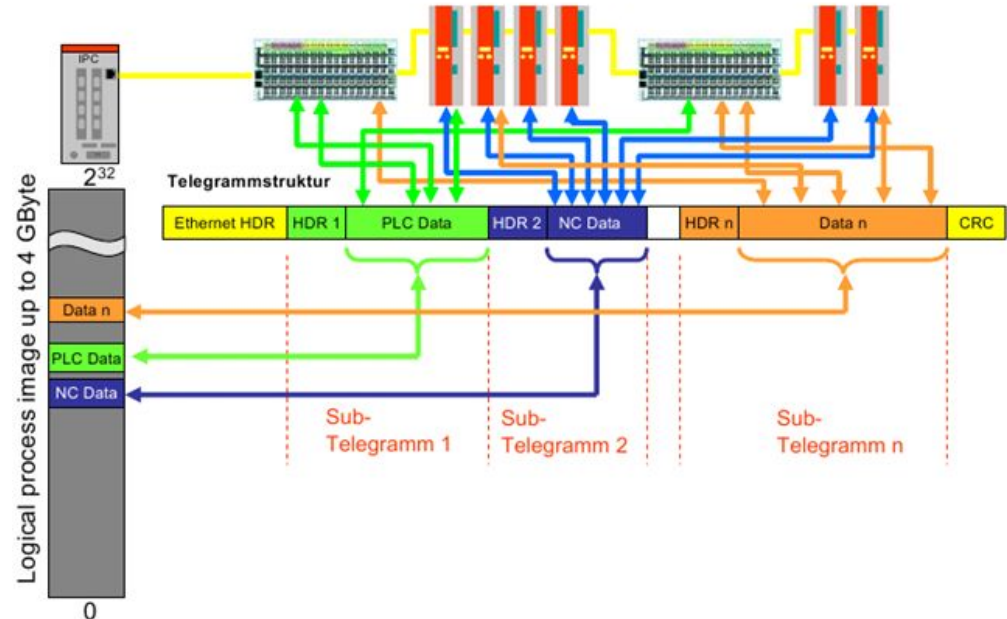 IPC
2³²
Telegrammstruktur
Ethernet HDR
HDR 1
PLC Data
HDR 2
NC Data
HDR n
Data n
CRC
Logical process image up to 4 GByte
Data n
PLC Data
NC Data
Sub-
Telegramm 1
Sub-
Telegramm 2
Sub-
Telegramm n
0